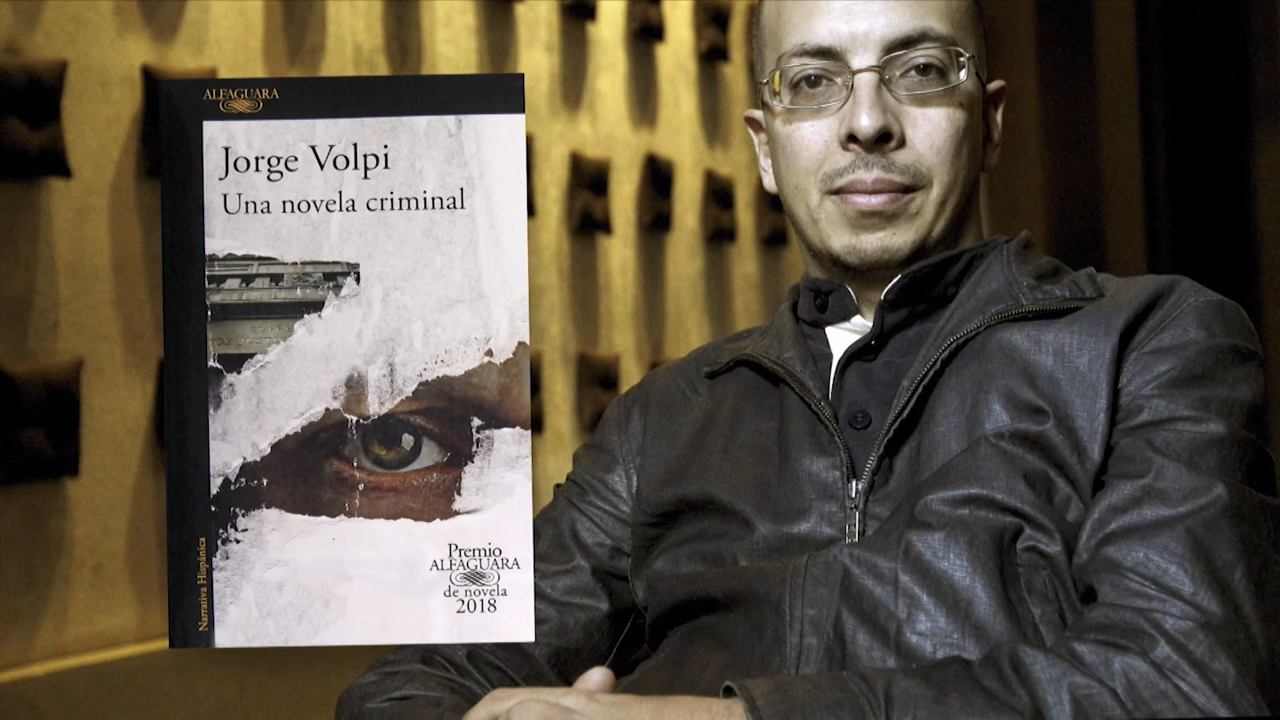 ALFAGUARA
Jorge Volpi
Una novela criminal
Premio
ALFAGUARA
de novela
2018
Narrativa Hispánica